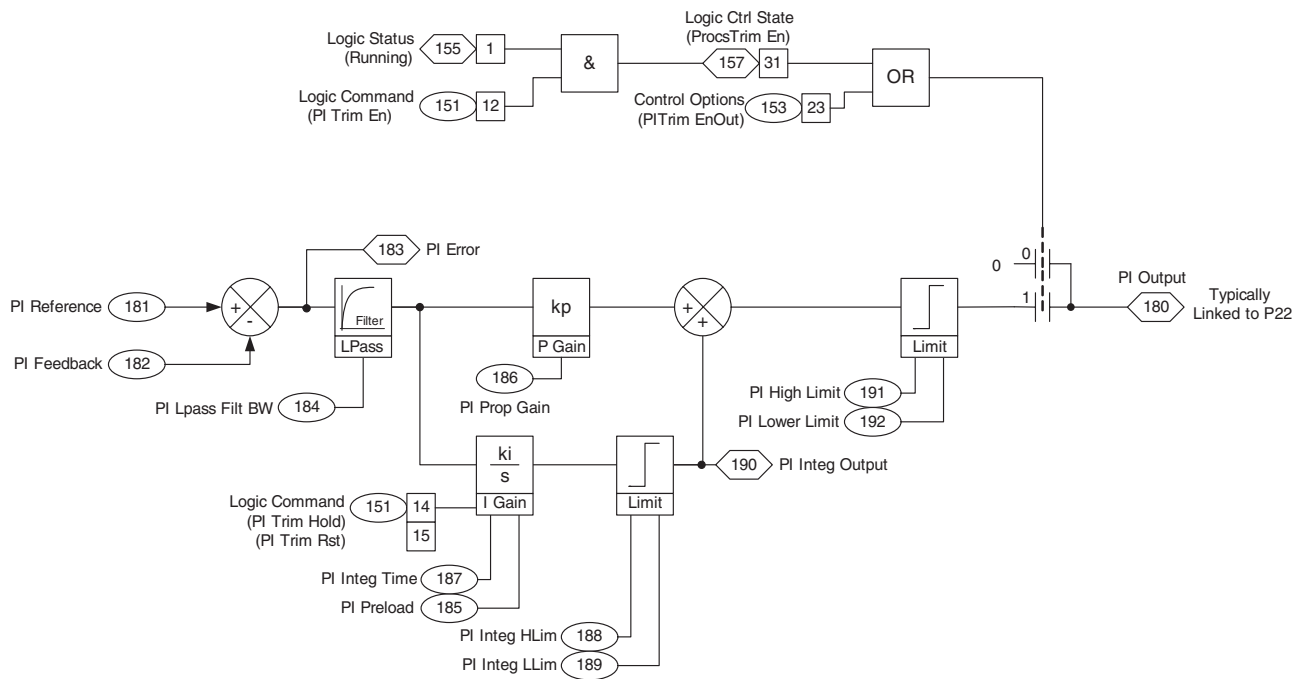 Logic Status
(Running)
155
1
Logic Command
(PI Trim En)
151
12
&
Logic Ctrl State
(ProcsTrim En)
157
31
Control Options
(PITrim EnOut)
153
23
OR
183
PI Error
PI Reference
181
+
-
PI Feedback
182
Filter
LPass
PI Lpass Filt BW
184
kp
P Gain
186
PI Prop Gain
+
+
Limit
PI High Limit
191
PI Lower Limit
192
0
0
1
PI Output
180
Typically
Linked to P22
ki
s
I Gain
Limit
190
PI Integ Output
Logic Command
(PI Trim Hold)
(PI Trim Rst)
151
14
15
PI Integ Time
187
PI Preload
185
PI Integ HLim
188
PI Integ LLim
189